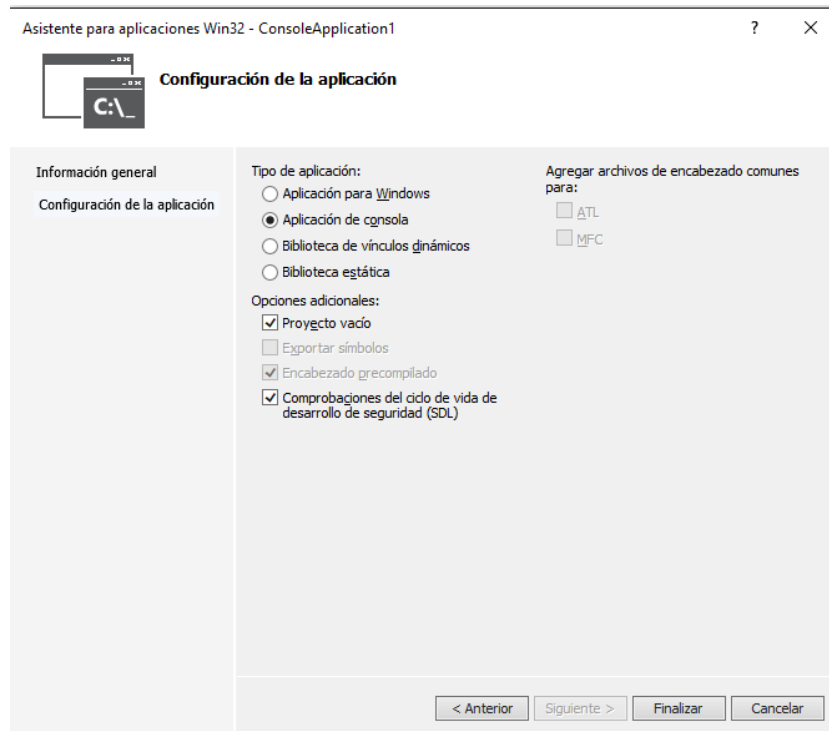 Asistente para aplicaciones Win32 - ConsoleApplication1
?
C:\_
Configuración de la aplicación
Información general
Configuración de la aplicación
Tipo de aplicación:
Aplicación para Windows
Aplicación de consola
Biblioteca de vínculos dinámicos
Biblioteca estática
Opciones adicionales:
Proyecto vacío
Exportar símbolos
Encabezado precompilado
Comprobaciones del ciclo de vida de
desarrollo de seguridad (SDL)
Agregar archivos de encabezado comunes
para:
ATL
MFC
< Anterior
Siguiente >
Finalizar
Cancelar